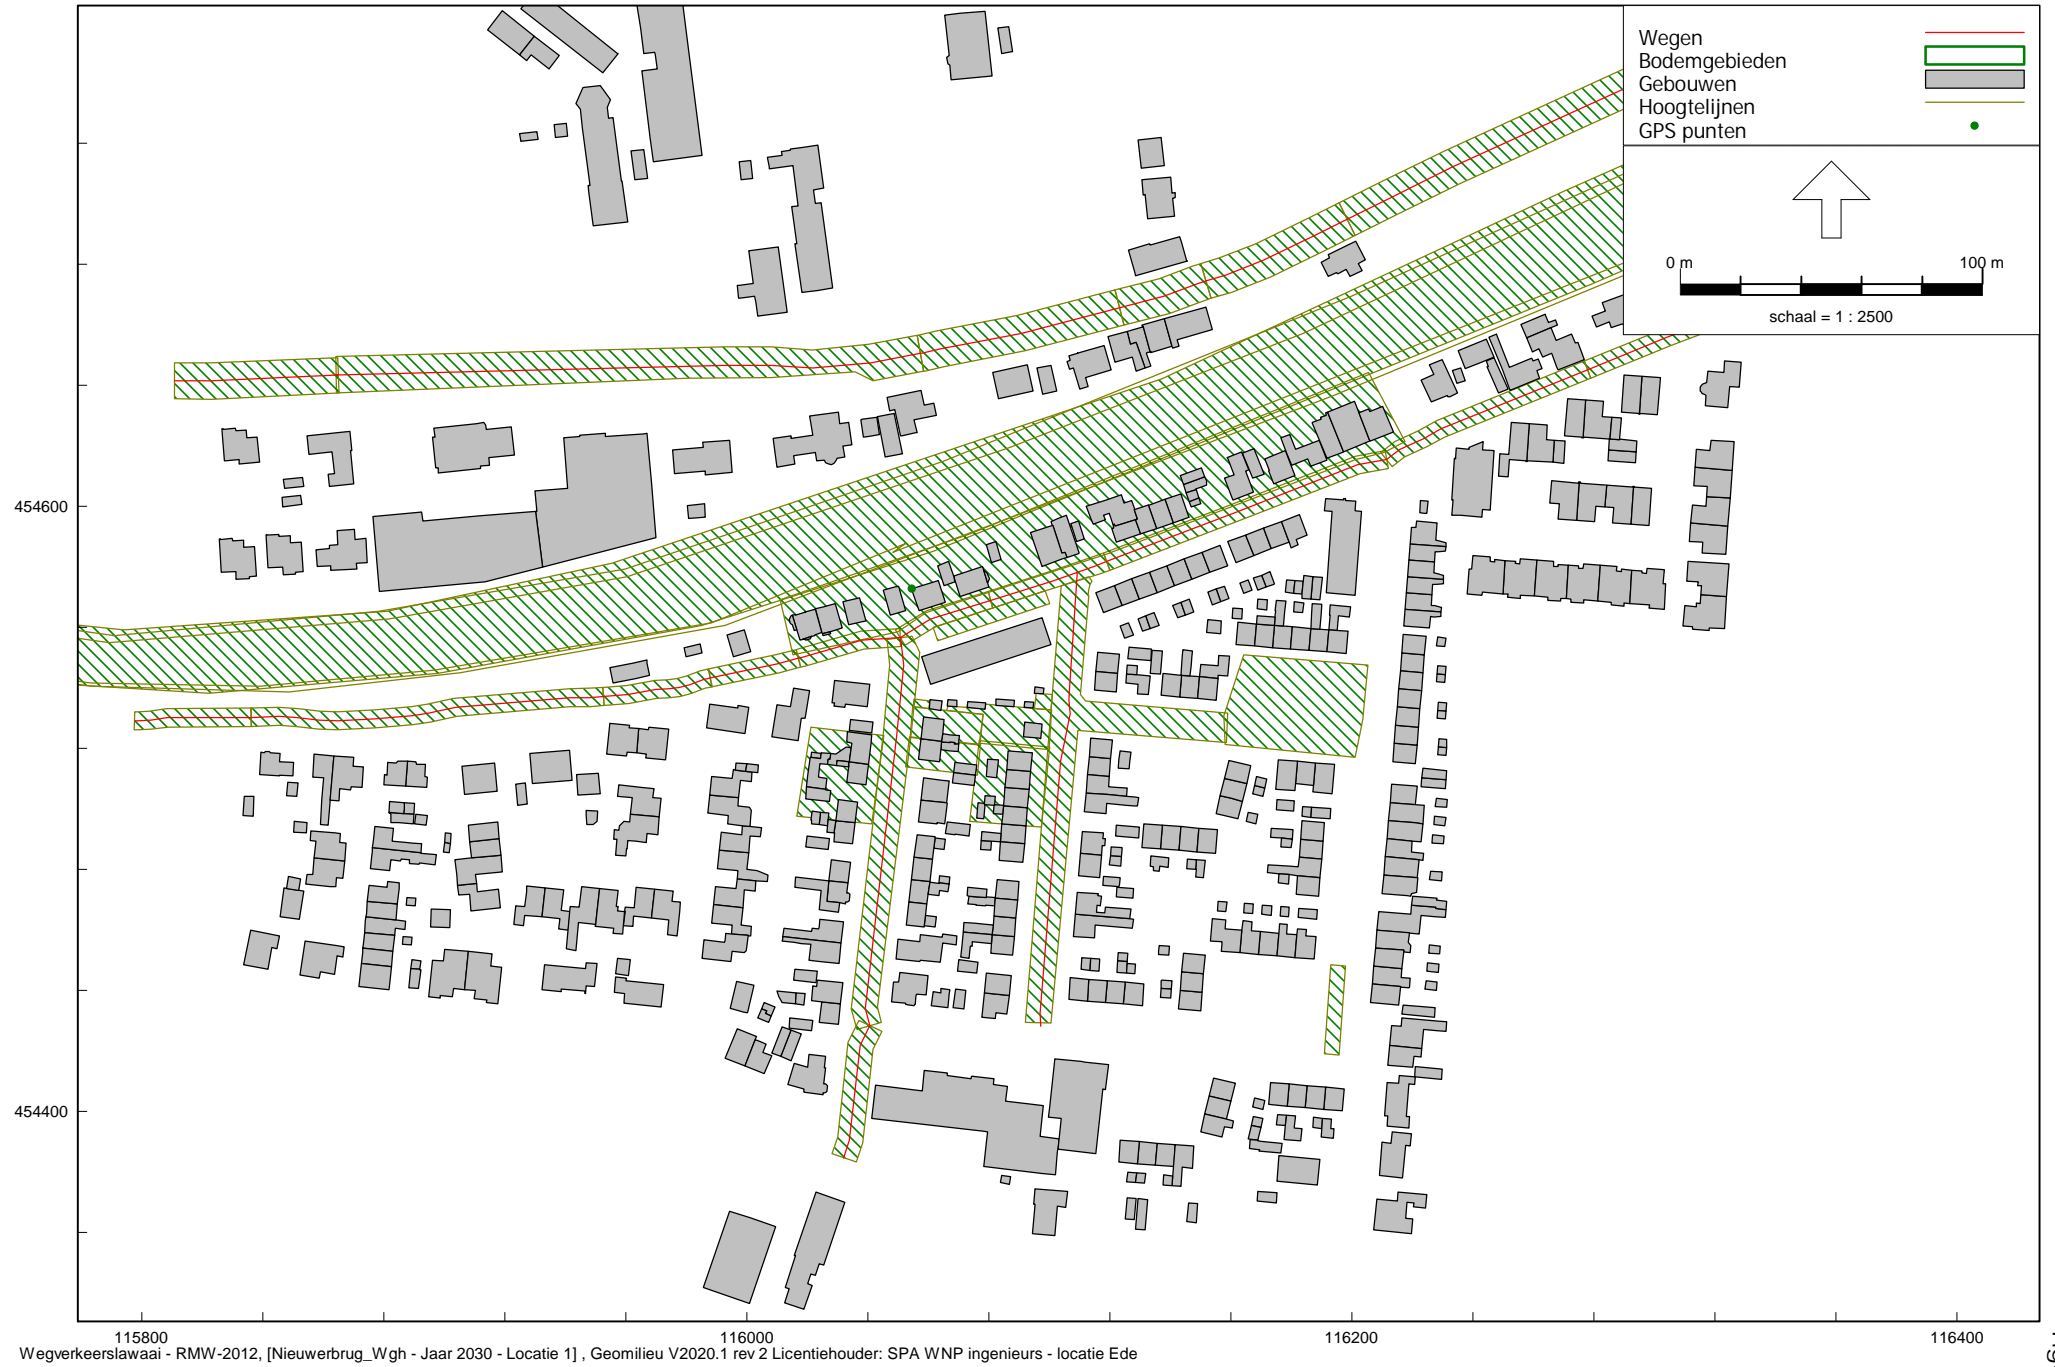 Wegen
Bodemgebieden
Gebouwen
Hoogtelijnen
GPS punten
0 m 100 m
schaal = 1 : 2500
454600
454400
115800 116000 116200 116400
Wegverkeerslawaai - RMW-2012, [Nieuwerbrug_Wgh - Jaar 2030 - Locatie 1] , Geomilieu V2020.1 rev 2 Licentiehouder: SPA WNP ingenieurs - locatie Ede